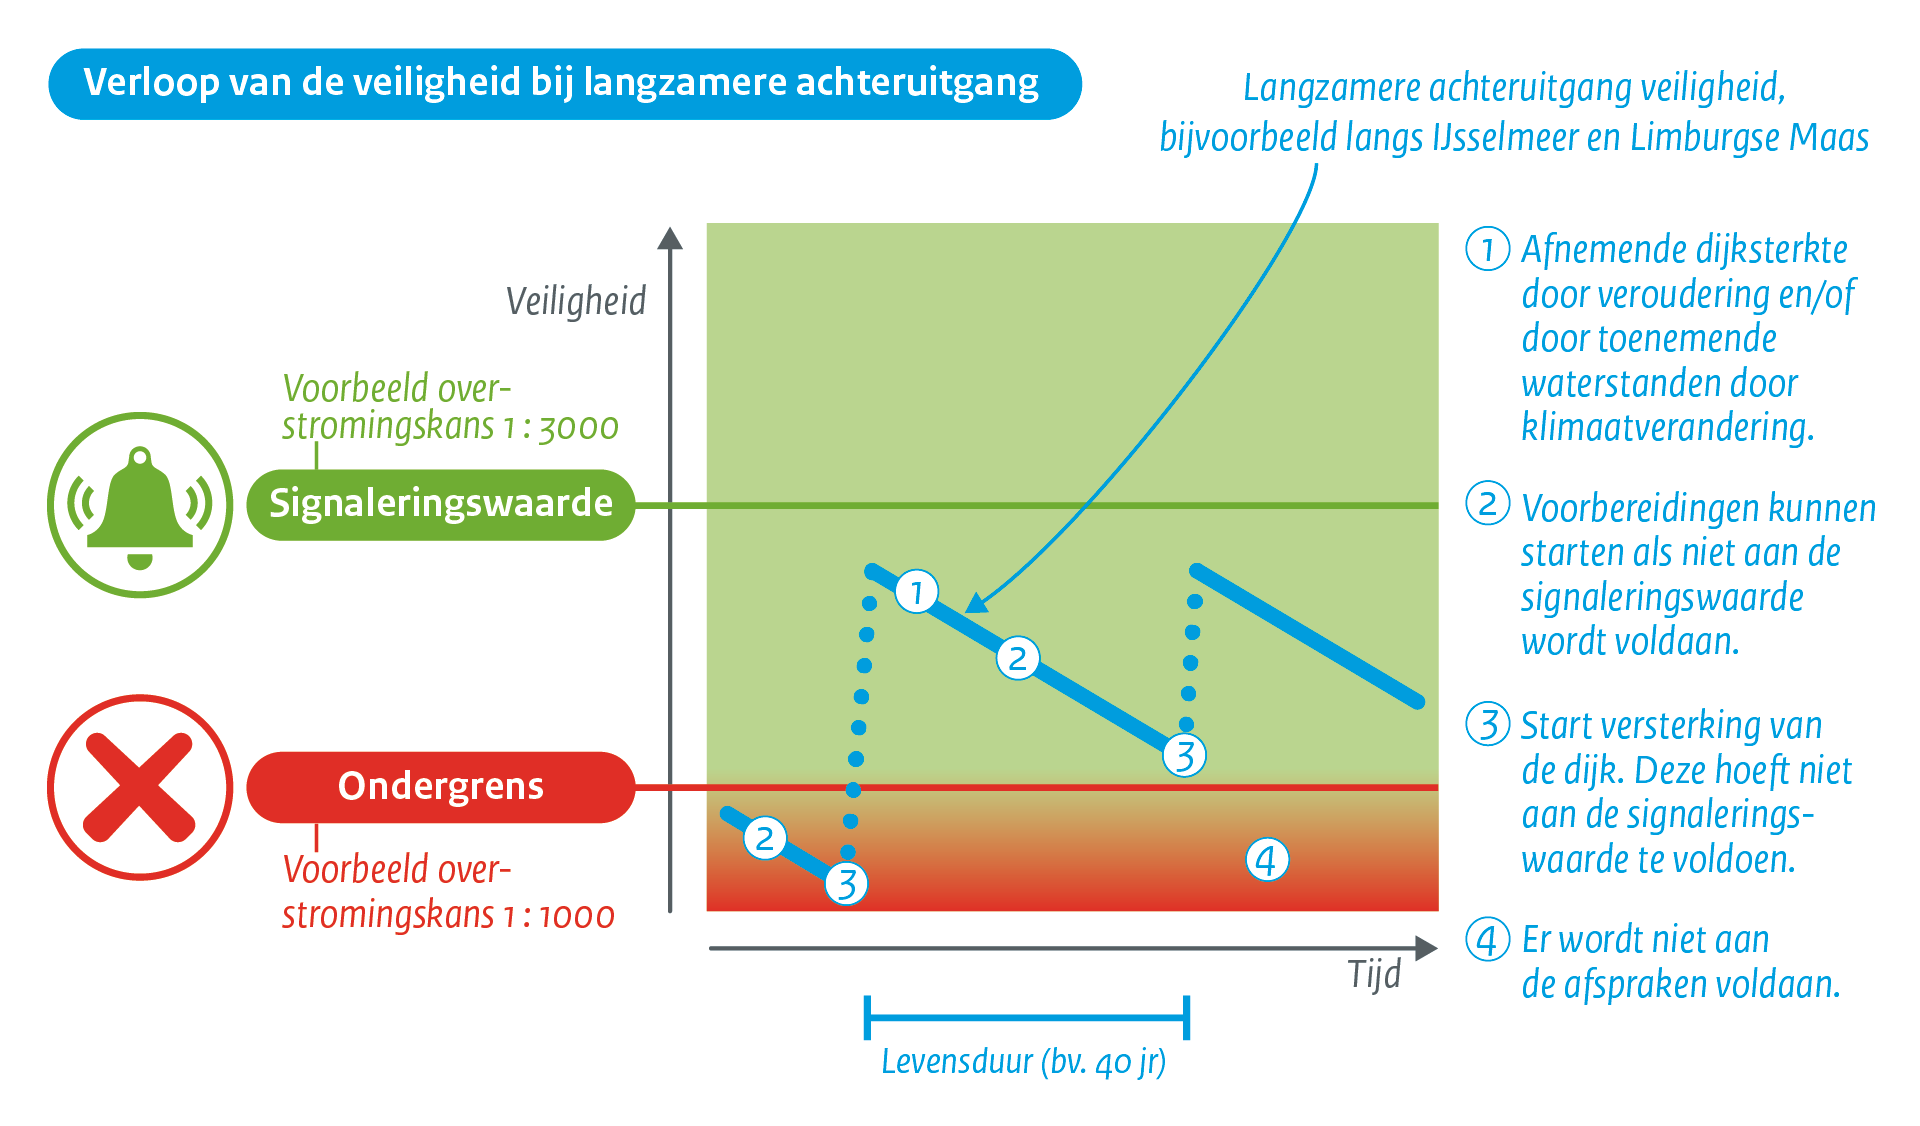 Verloop van de veiligheid bij langzamere achteruitgang
Langzamere achteruitgang veiligheid,
bijvoorbeeld langs IJsselmeer en Limburgse Maas
Veiligheid
Voorbeeld over-
stromingskans 1 : 3000
Signaleringswaarde
Ondergrens
Voorbeeld over-
stromingskans 1 : 1000
1
2
3
2
3
4
Tijd
Levensduur (bv. 40 jr)
1 Afnemende dijksterkte
door veroudering en/of
door toenemende
waterstanden door
klimaatverandering.
2 Voorbereidingen kunnen
starten als niet aan de
signaleringswaarde
wordt voldaan.
3 Start versterking van
de dijk. Deze hoeft niet
aan de signalerings-
waarde te voldoen.
4 Er wordt niet aan
de afspraken voldaan.